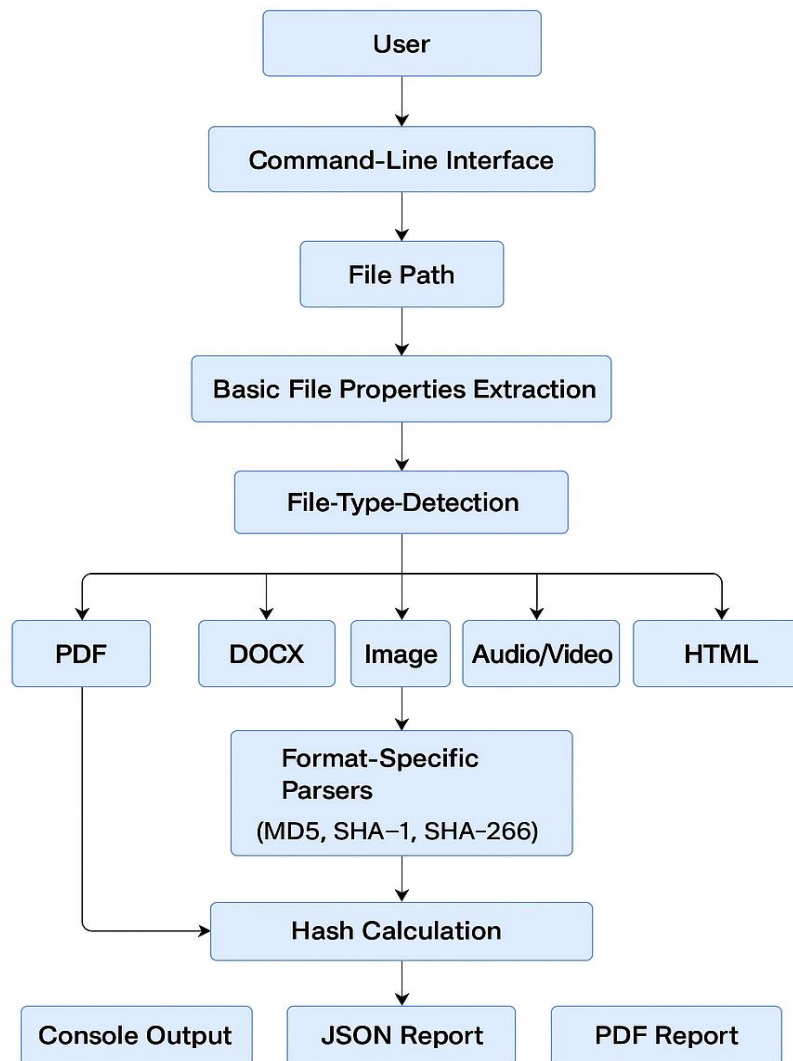 User
Command-Line Interface
File Path
Basic File Properties Extraction
File-Type-Detection
PDF
DOCX
Image
Audio/Video
HTML
Format-Specific
Parsers
(MD5, SHA-1, SHA-266)
Hash Calculation
Console Output
JSON Report
PDF Report